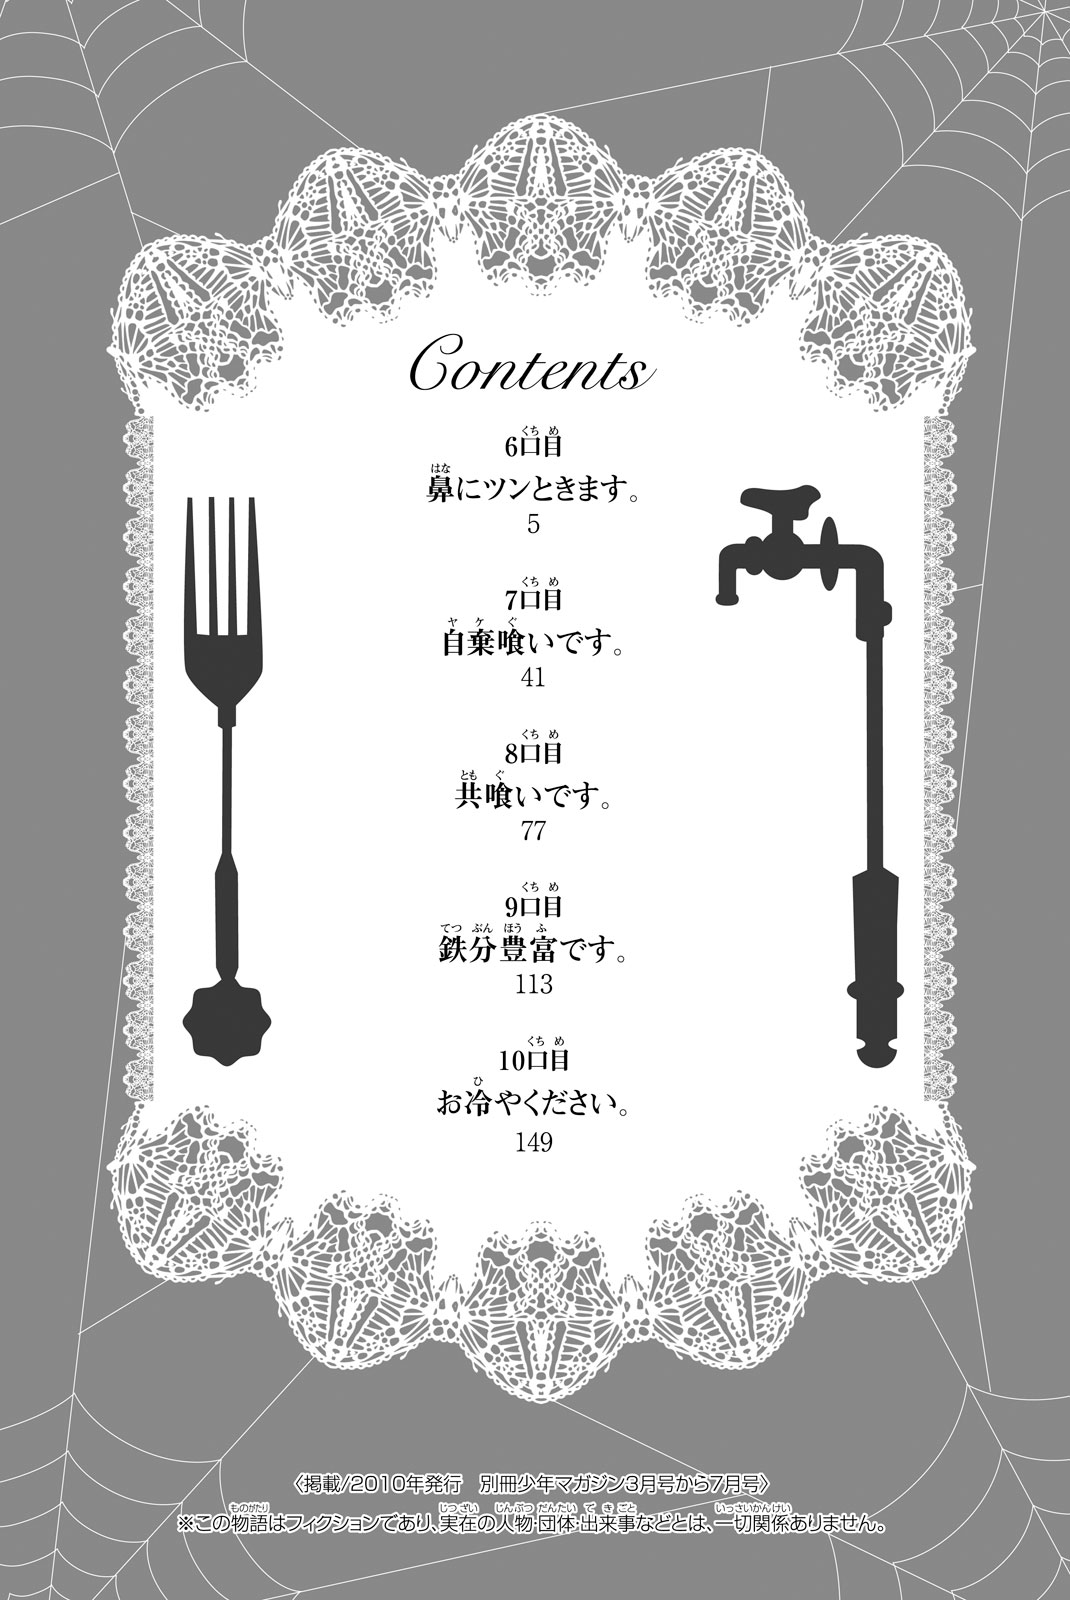 Contents
6口目
鼻にツンときます。
5
7口目
自棄喰いです。
41
8口目
共喰いです。
77
9口目
鉄分豊富です。
113
10口目
お冷やください。
149
〈掲載/2010年発行　別冊少年マガジン3月号から7月号〉
※この物語はフィクションであり、実在の人物・団体・出来事などとは、一切関係ありません。